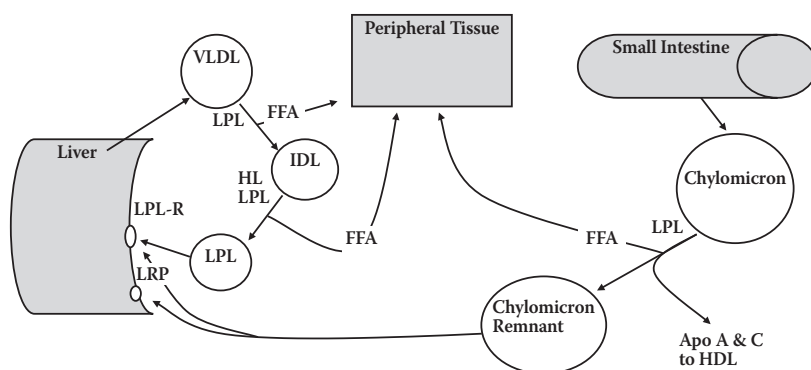 Peripheral Tissue
Small Intestine
VLDL
LPL
FFA
Liver
IDL
HL
LPL
Chylomicron
LPL-R
LPL
FFA
FFA
LPL
LRP
Chylomicron
Remnant
Apo A & C
to HDL